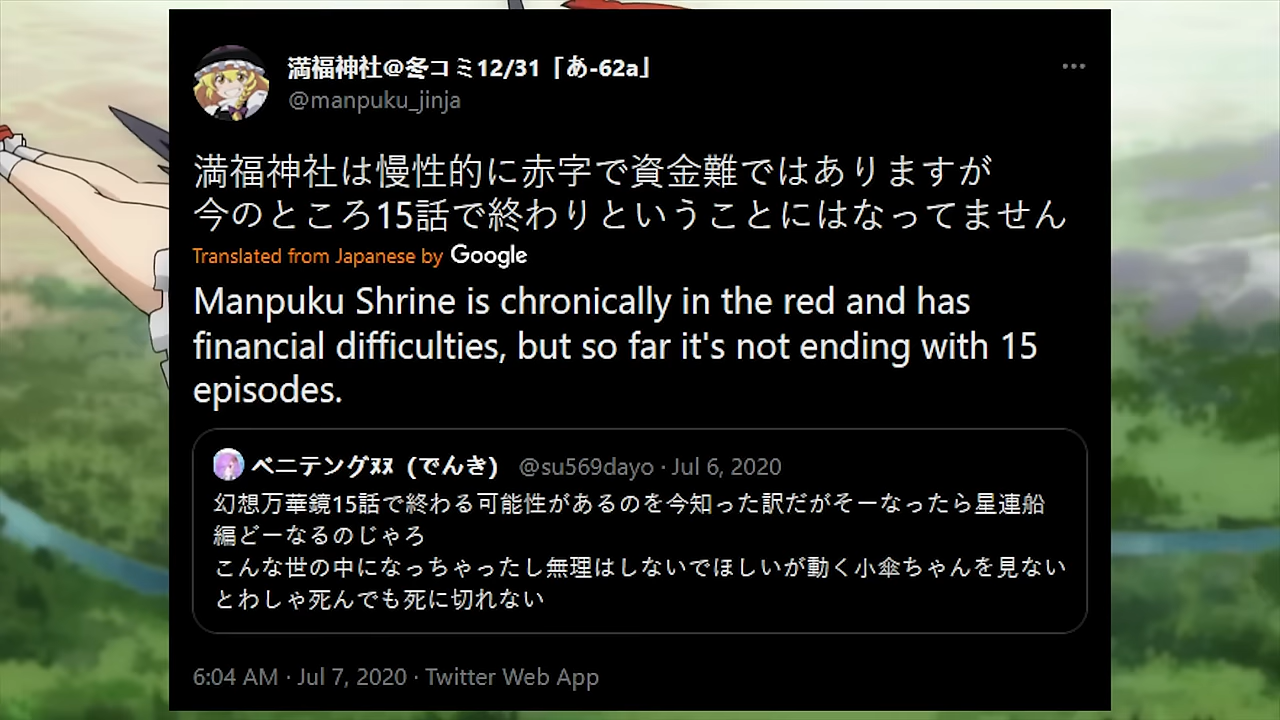 満福神社@冬コミ12/31「あ-62a」
@manpuku_jinja
満福神社は慢性的に赤字で資金難ではありますが
今のところ15話で終わりということにはなってません
Translated from Japanese by Google
Manpuku Shrine is chronically in the red and has
financial difficulties, but so far it's not ending with 15
episodes.
ベニテングヌヌ（でんき） @su569dayo · Jul 6, 2020
幻想万華鏡15話で終わる可能性があるのを今知った訳だがそーなったら星連船
編どーなるのじゃろ
こんな世の中になっちゃったし無理はしないでほしいが動く小傘ちゃんを見ない
とわしゃ死んでも死に切れない
6:04 AM · Jul 7, 2020 · Twitter Web App